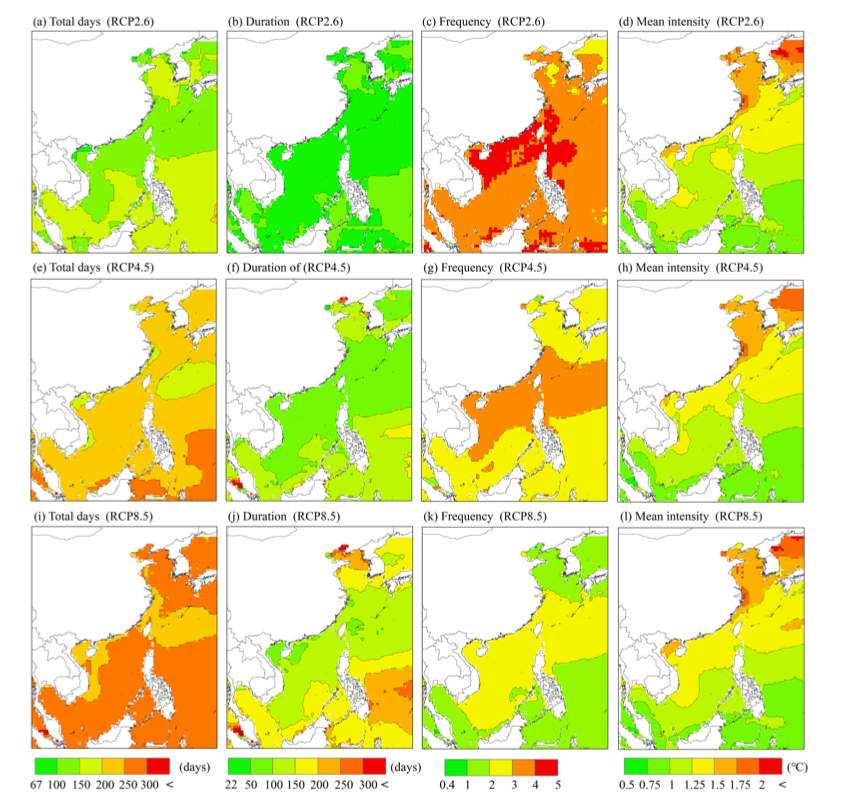 (a) Total days (RCP2.6)
(b) Duration (RCP2.6)
(c) Frequency (RCP2.6)
(d) Mean intensity (RCP2.6)
(e) Total days (RCP4.5)
(f) Duration of (RCP4.5)
(g) Frequency (RCP4.5)
(h) Mean intensity (RCP4.5)
(i) Total days (RCP8.5)
(j) Duration (RCP8.5)
(k) Frequency (RCP8.5)
(l) Mean intensity (RCP8.5)
(days)
67 100 150 200 250 300 <
(days)
22 50 100 150 200 250 300 <
0.4 1 2 3 4 5
(°C)
0.5 0.75 1 1.25 1.5 1.75 2 <